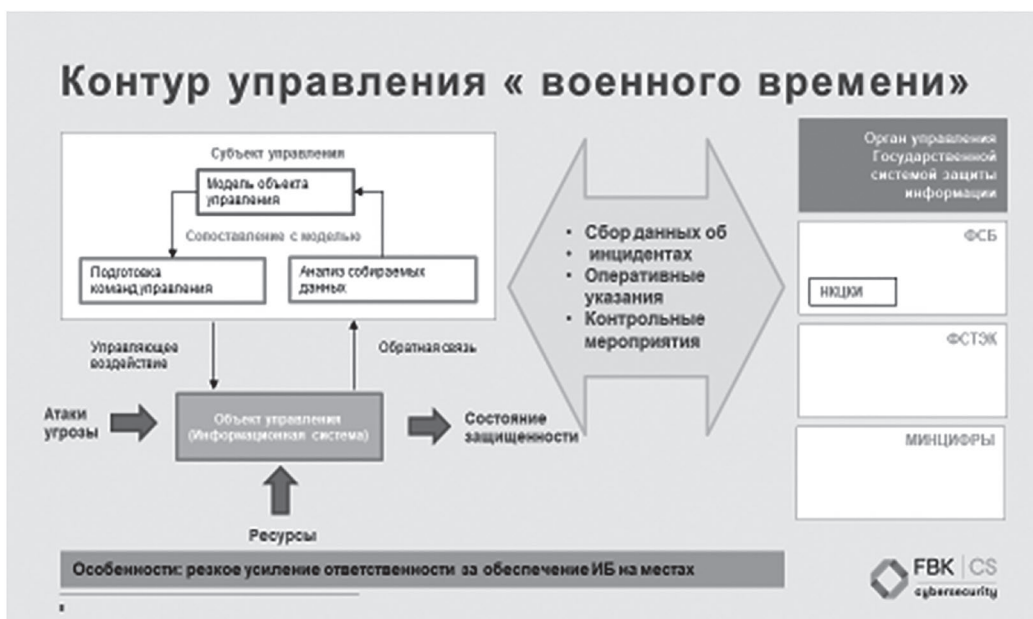 Контур управления « военного времени»
Субъект управления
Модель объекта
управления
Сопоставление с моделью
Подготовка
команд управления
Анализ собираемых
данных
Управляющее
воздействие
Обратная связь
Атаки
угрозы
Объект управления
(Информационная система)
Состояние
защищенности
Ресурсы
• Сбор данных об
• инцидентах
• Оперативные
указания
• Контрольные
мероприятия
Орган управления
Государственной
системой защиты
информации
ФСБ
НКЦКИ
ФСТЭК
МИНЦИФРЫ
Особенности: резкое усиление ответственности за обеспечение ИБ на местах
FBK CS
cybersecurity